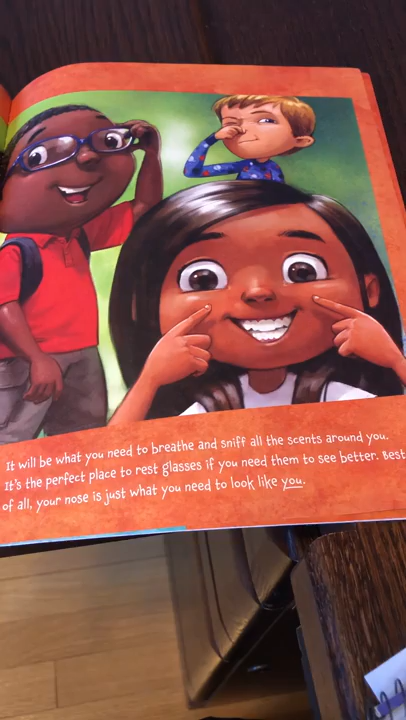 It will be what you need to breathe and sniff all the scents around you.
It's the perfect place to rest glasses if you need them to see better. Best
of all, your nose is just what you need to look like you.